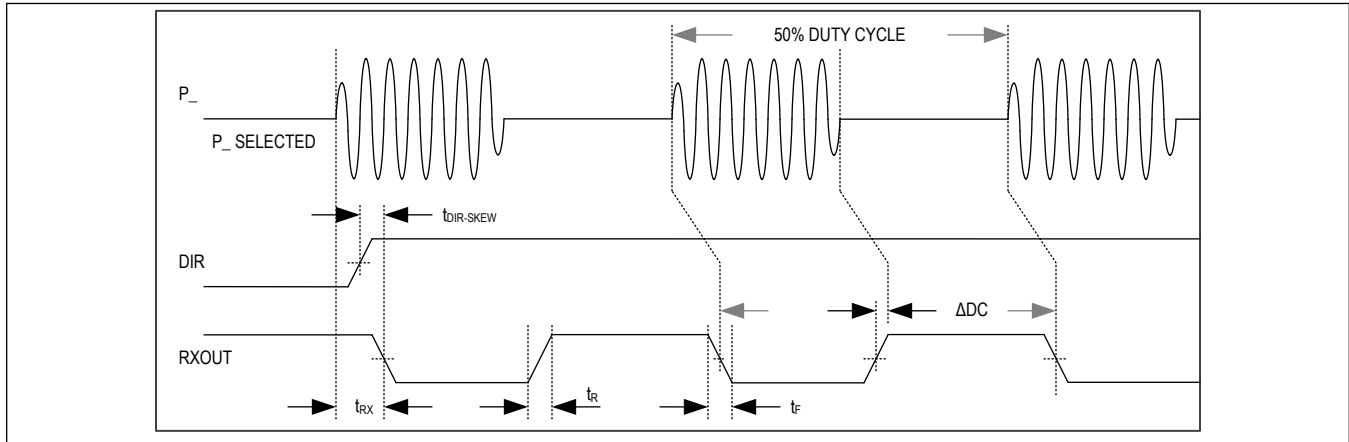 50% DUTY CYCLE
P_
P_ SELECTED
tDIR-SKEW
DIR
ΔDC
RXOUT
tRX
tR
tF